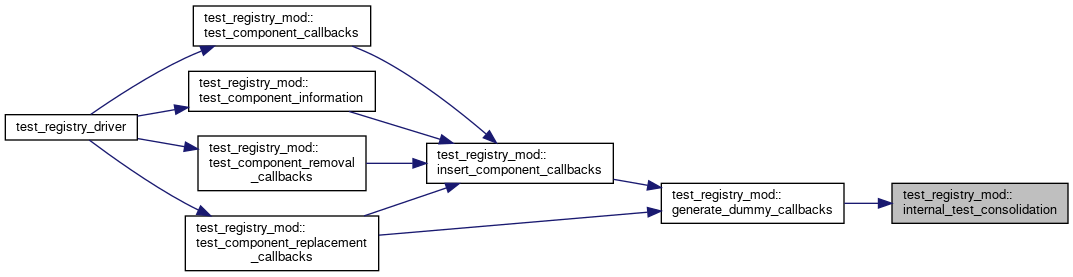 test_registry_mod::
test_component_callbacks
test_registry_mod::
test_component_information
test_registry_driver
test_registry_mod::
test_component_removal
_callbacks
test_registry_mod::
insert_component_callbacks
test_registry_mod::
generate_dummy_callbacks
test_registry_mod::
internal_test_consolidation
test_registry_mod::
test_component_replacement
_callbacks